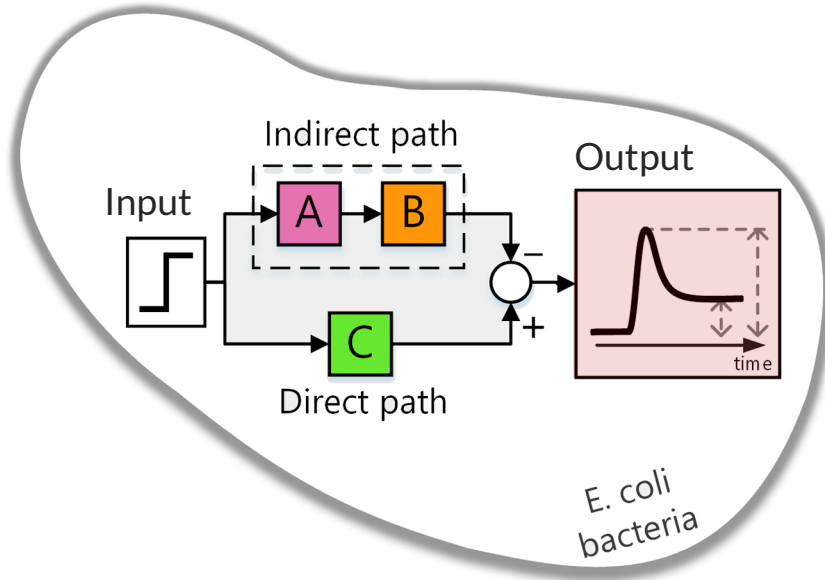 Indirect path
Output
Input
A
B
−
C
+
time
Direct path
E. coli
bacteria